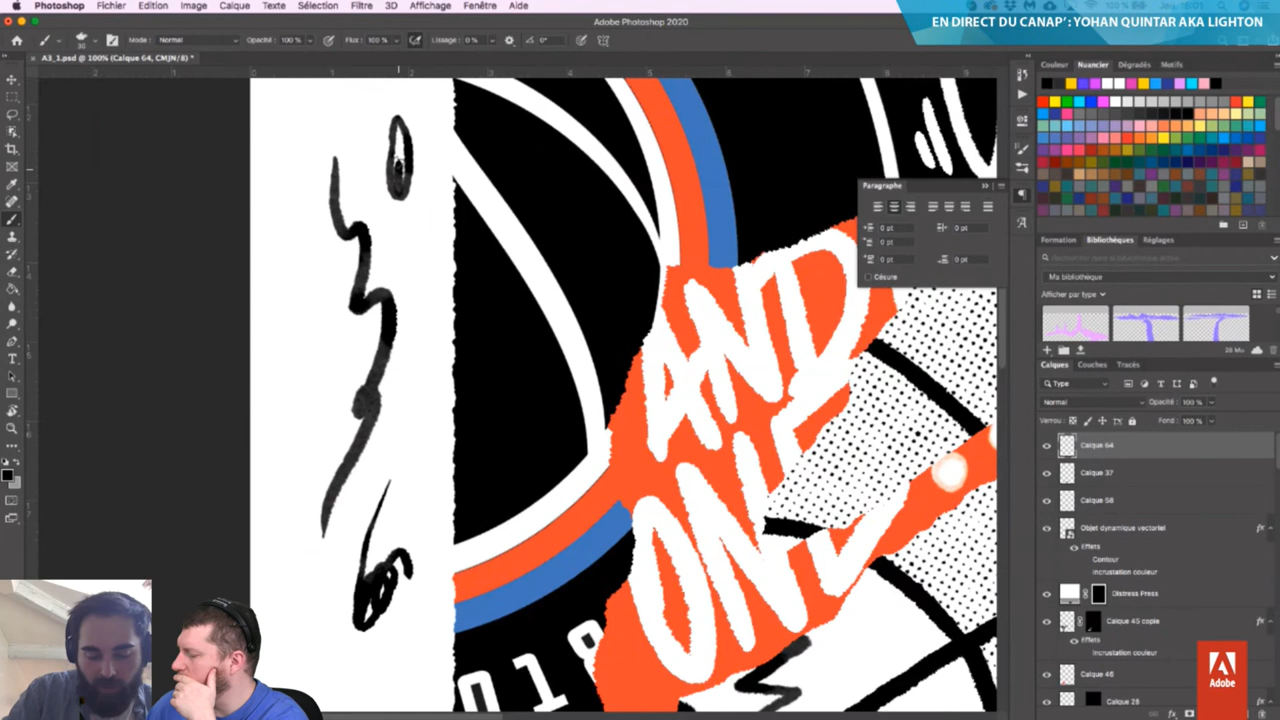 Photoshop Fichier Edition Image Calque Texte Sélection Filtre 3D Affichage Fenêtre Aide
EN DIRECT DU CANAP' : YOHAN QUINTAR AKA LIGHTON
Adobe Photoshop 2020
Mode : Normal Opacité : 100 % Flux : 100 % Lissage : 0 % 0°
A3_1.psd @ 100% (Calque 64, CMJN/8) *
Couleur Nuancier Dégradés Motifs
Paragraphe
0 pt 0 pt
0 pt
0 pt 0 pt
Césure
Formation Bibliothèques Réglages
Ma bibliothèque
Afficher par type
28 Mo
Calques Couches Tracés
Type
Normal Opacité : 100 %
Verrou : Fond : 100 %
Calque 64
Calque 37
Calque 58
Objet dynamique vectoriel
Effets
Contour
Incrustation couleur
Distress Press
Calque 45 copie
Effets
Incrustation couleur
Calque 46
Calque 28
AND
ONE
018
Adobe